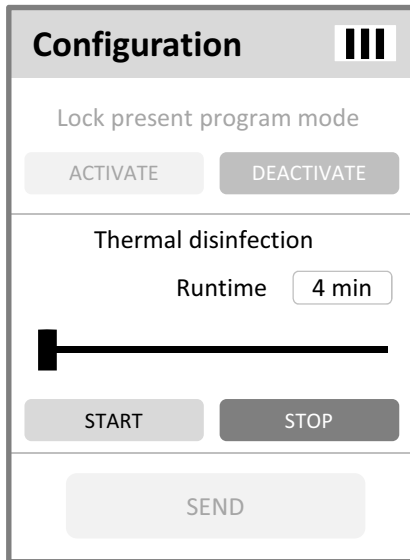 Configuration
Lock present program mode
ACTIVATE DEACTIVATE
Thermal disinfection
Runtime 4 min
START STOP
SEND